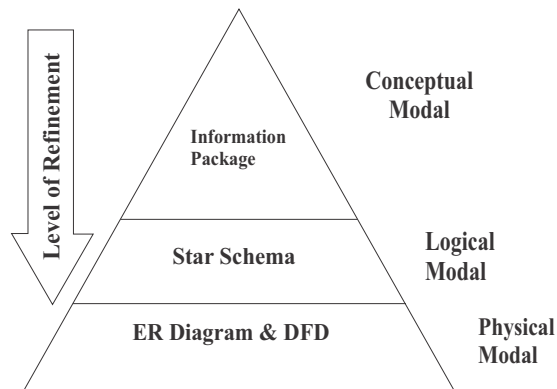 Level of Refinement
Information
Package
Conceptual
Modal
Star Schema
Logical
Modal
ER Diagram & DFD
Physical
Modal